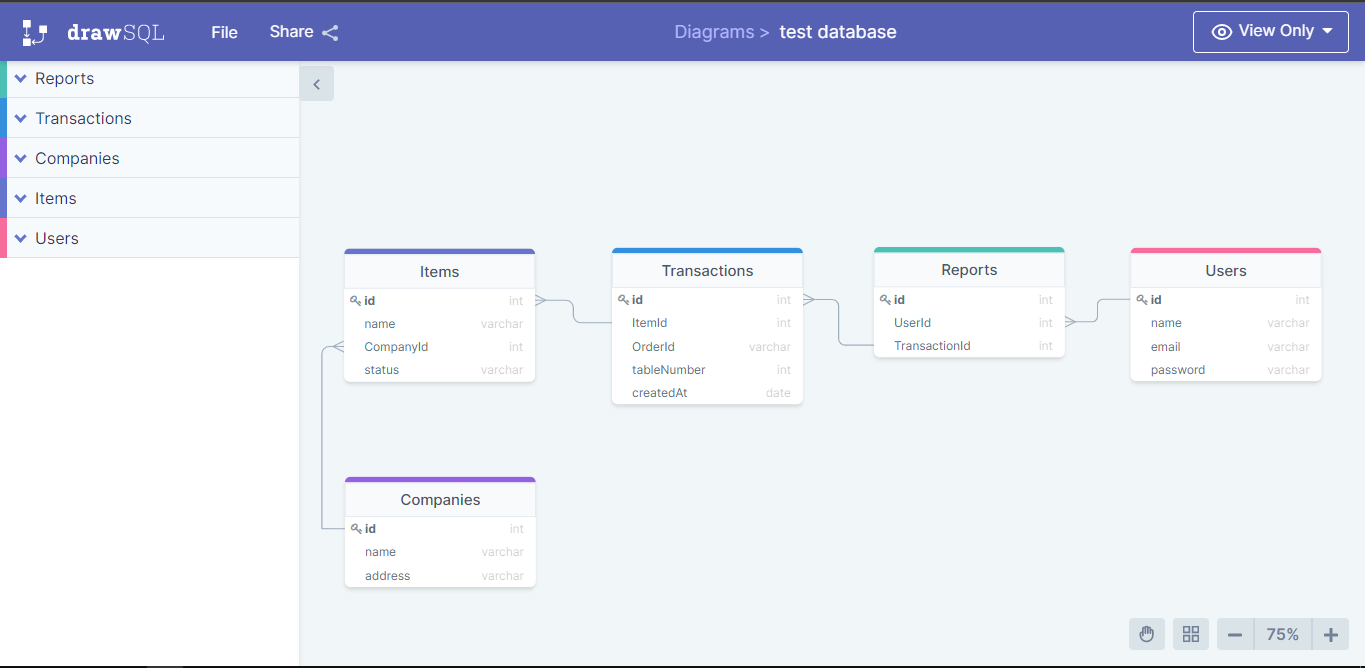 drawSQL File Share Diagrams > test database View Only
Reports
Transactions
Companies
Items
Users
Items
id int
name varchar
CompanyId int
status varchar
Transactions
id int
ItemId int
OrderId varchar
tableNumber int
createdAt date
Reports
id int
UserId int
TransactionId int
Users
id int
name varchar
email varchar
password varchar
Companies
id int
name varchar
address varchar
75%